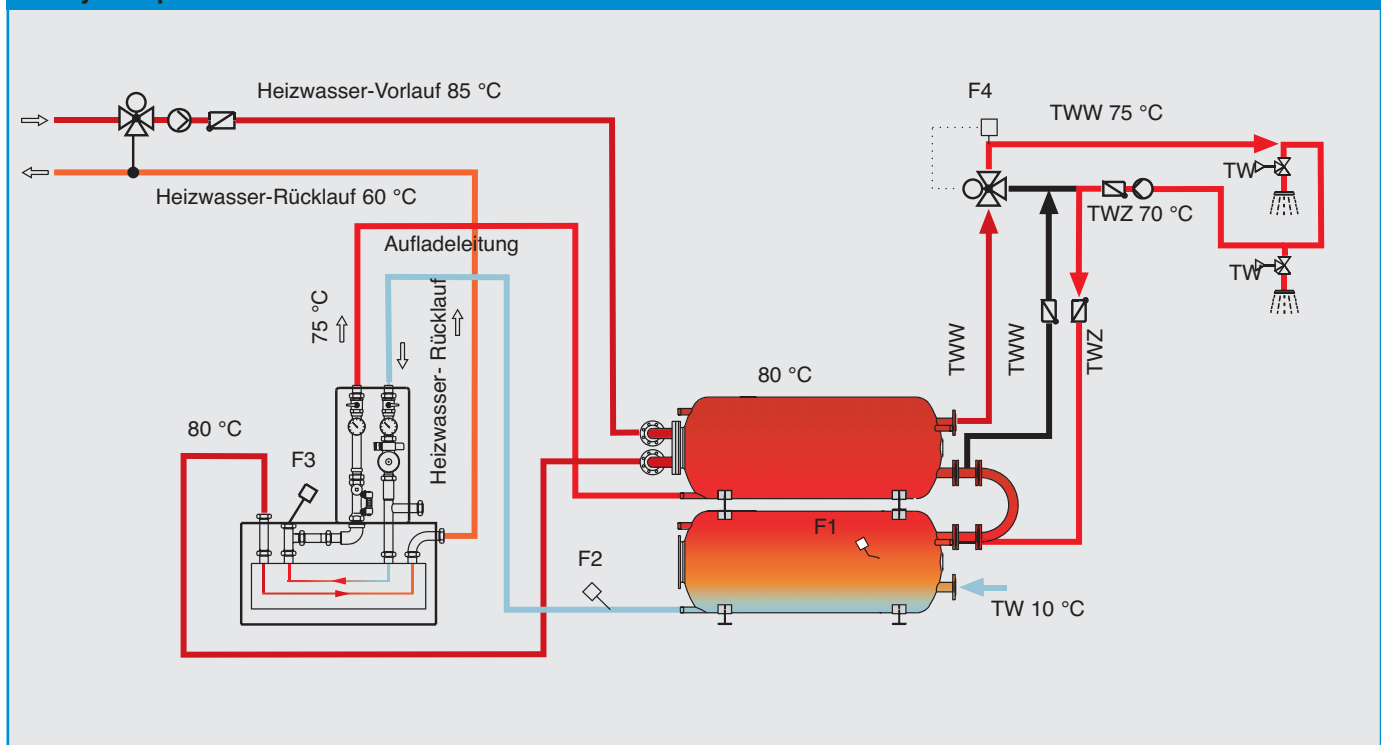 Heizwasser-Vorlauf 85 °C
F4
TWW 75 °C
TW
Heizwasser-Rücklauf 60 °C
TWZ 70 °C
Aufladeleitung
TW
75 °C
Heizwasser- Rücklauf
TWW
TWW
TWZ
80 °C
80 °C
F3
F1
F2
TW 10 °C